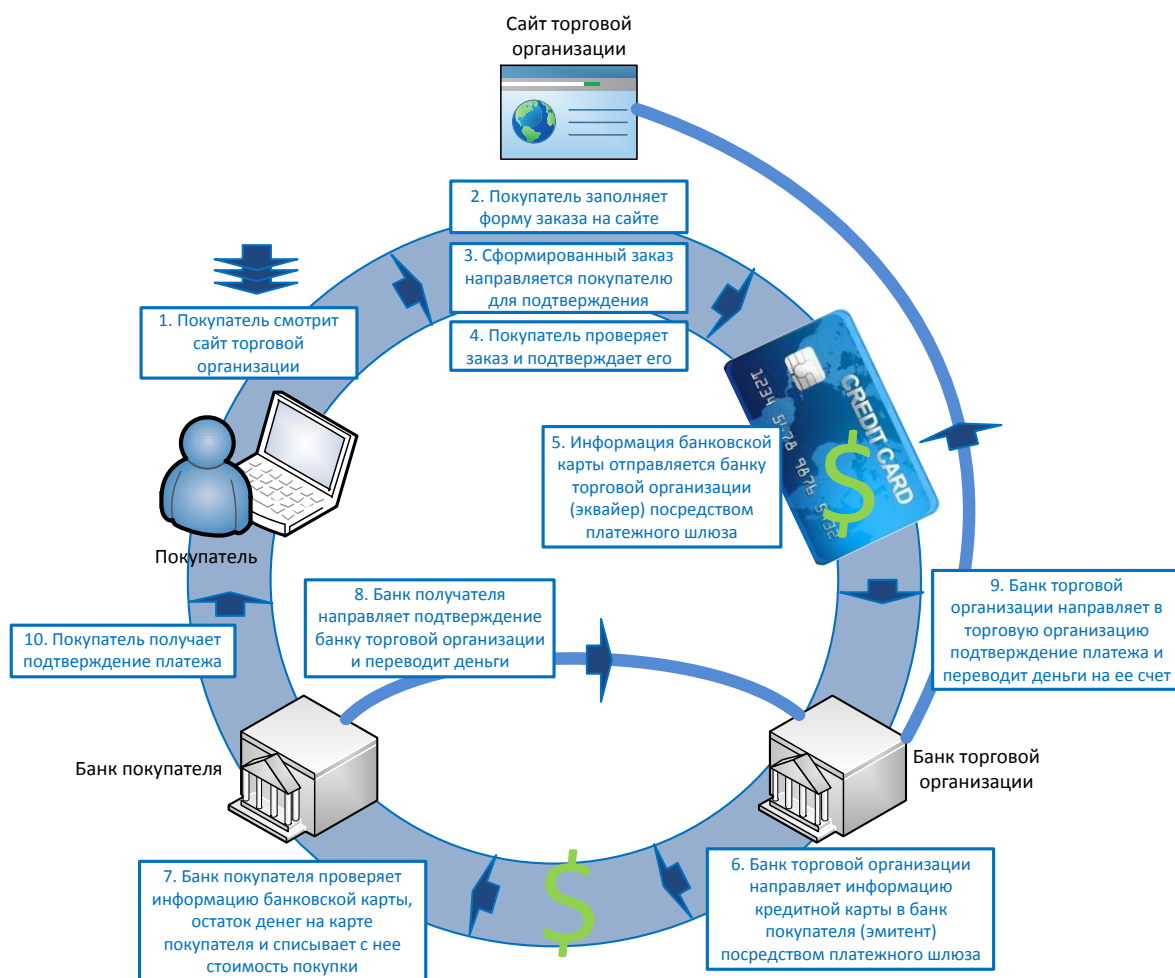 Сайт торговой
организации
2. Покупатель заполняет
форму заказа на сайте
3. Сформированный заказ
направляется покупателю
для подтверждения
4. Покупатель проверяет
заказ и подтверждает его
1. Покупатель смотрит
сайт торговой
организации
Покупатель
CREDIT CARD
1234 5678 9876 5432
$
5. Информация банковской
карты отправляется банку
торговой организации
(эквайер) посредством
платежного шлюза
8. Банк получателя
направляет подтверждение
банку торговой организации
и переводит деньги
9. Банк торговой
организации направляет в
торговую организацию
подтверждение платежа и
переводит деньги на ее счет
10. Покупатель получает
подтверждение платежа
Банк покупателя
Банк торговой
организации
7. Банк покупателя проверяет
информацию банковской карты,
остаток денег на карте
покупателя и списывает с нее
стоимость покупки
$
6. Банк торговой организации
направляет информацию
кредитной карты в банк
покупателя (эмитент)
посредством платежного шлюза